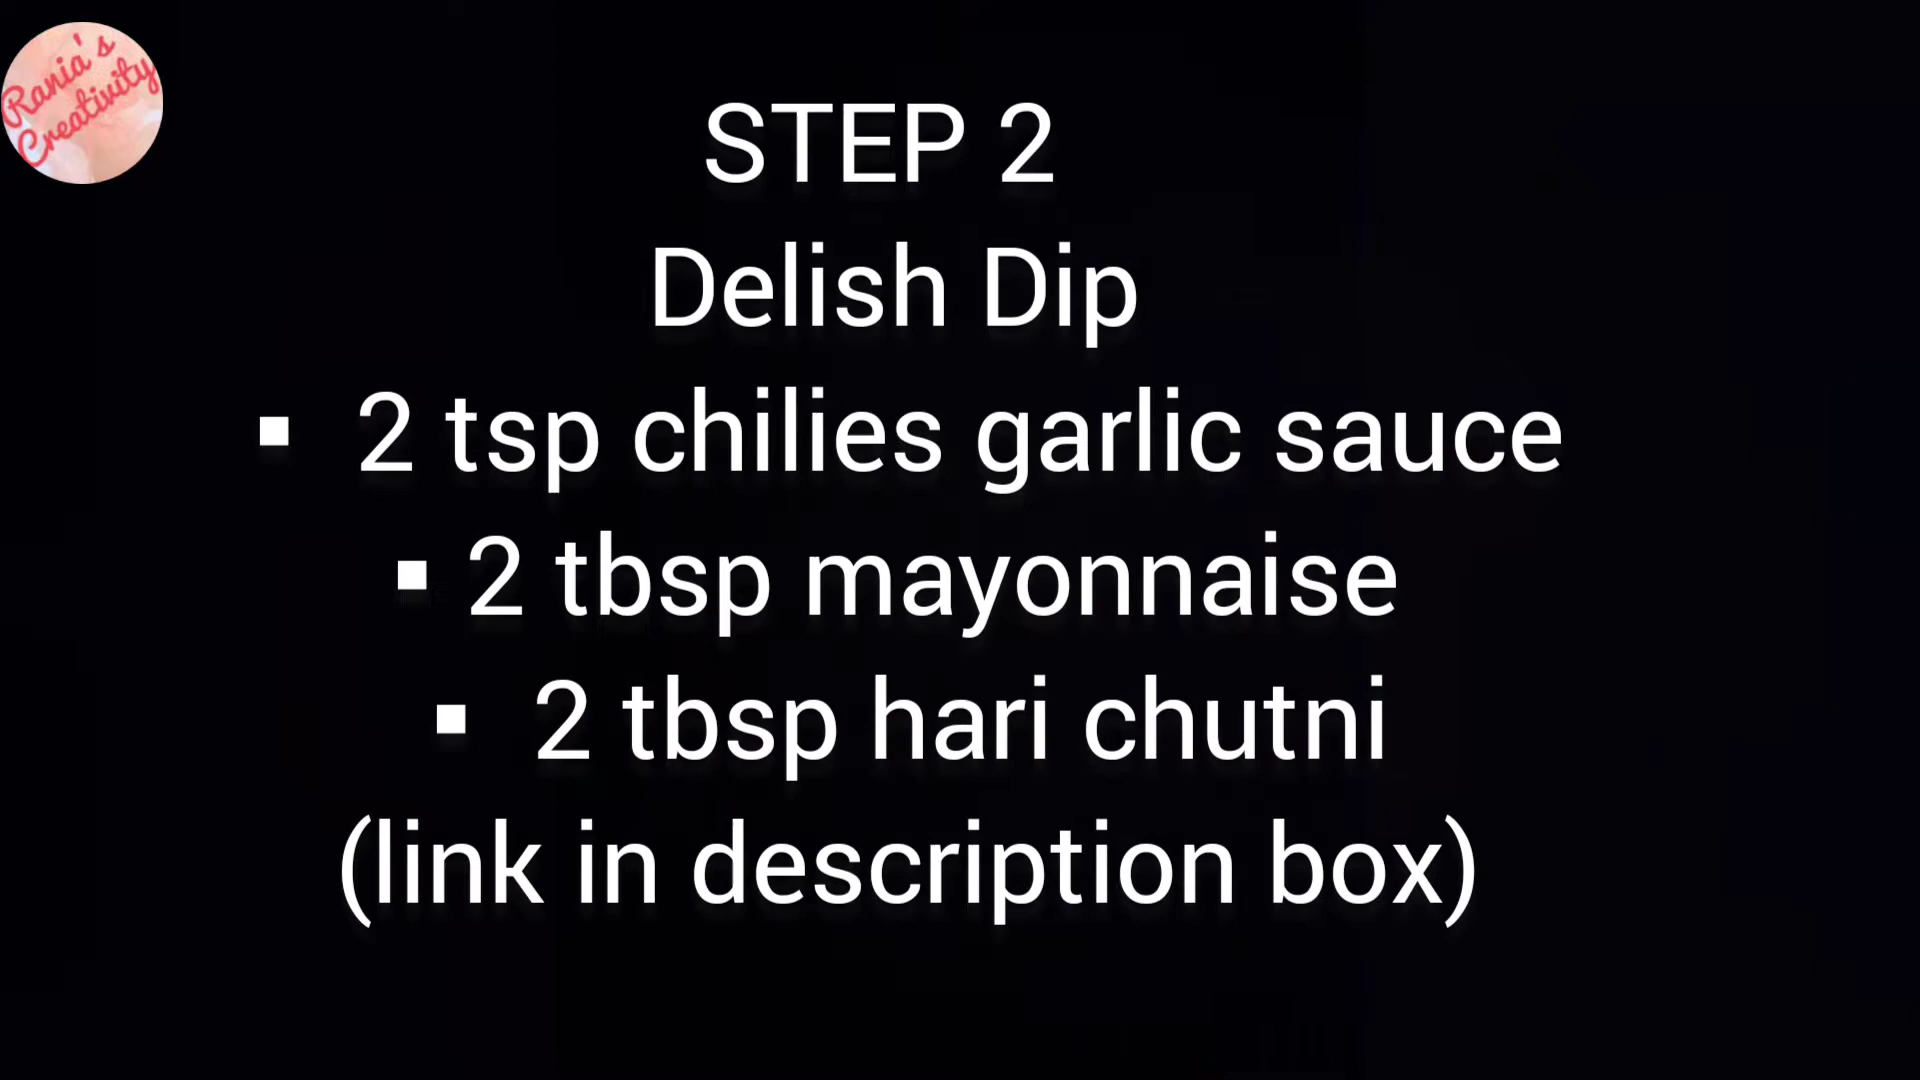 Rania's
Creativity
STEP 2
Delish Dip
▪ 2 tsp chilies garlic sauce
▪ 2 tbsp mayonnaise
▪ 2 tbsp hari chutni
(link in description box)